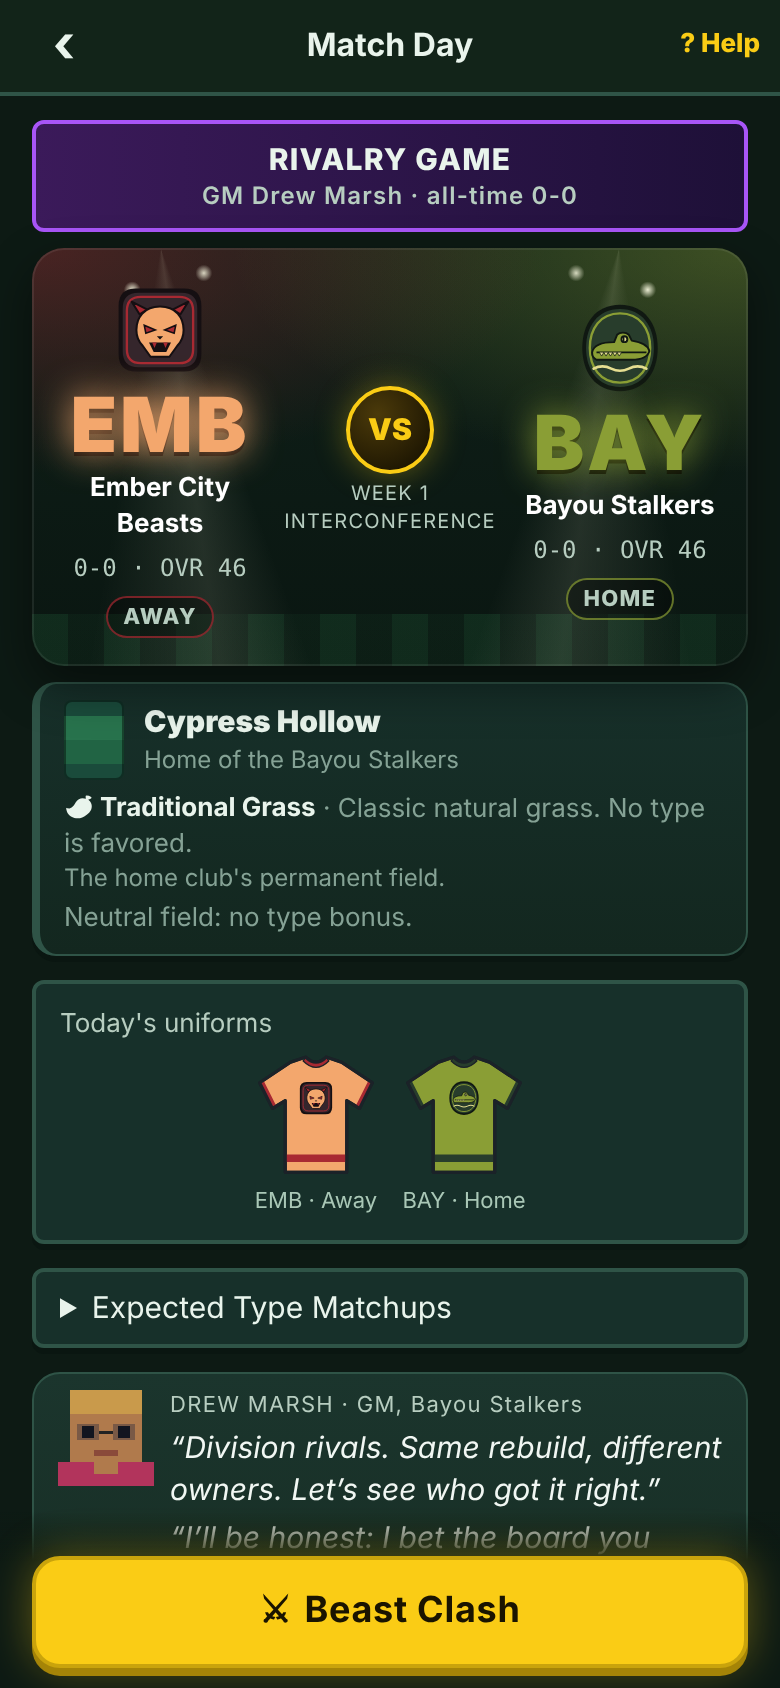 Match Day
? Help
RIVALRY GAME
GM Drew Marsh · all-time 0-0
EMB
Ember City
Beasts
0-0 · OVR 46
AWAY
VS
WEEK 1
INTERCONFERENCE
BAY
Bayou Stalkers
0-0 · OVR 46
HOME
Cypress Hollow
Home of the Bayou Stalkers
Traditional Grass · Classic natural grass. No type
is favored.
The home club's permanent field.
Neutral field: no type bonus.
Today's uniforms
EMB · Away
BAY · Home
Expected Type Matchups
DREW MARSH · GM, Bayou Stalkers
“Division rivals. Same rebuild, different
owners. Let’s see who got it right.”
“I’ll be honest: I bet the board you
⚔ Beast Clash